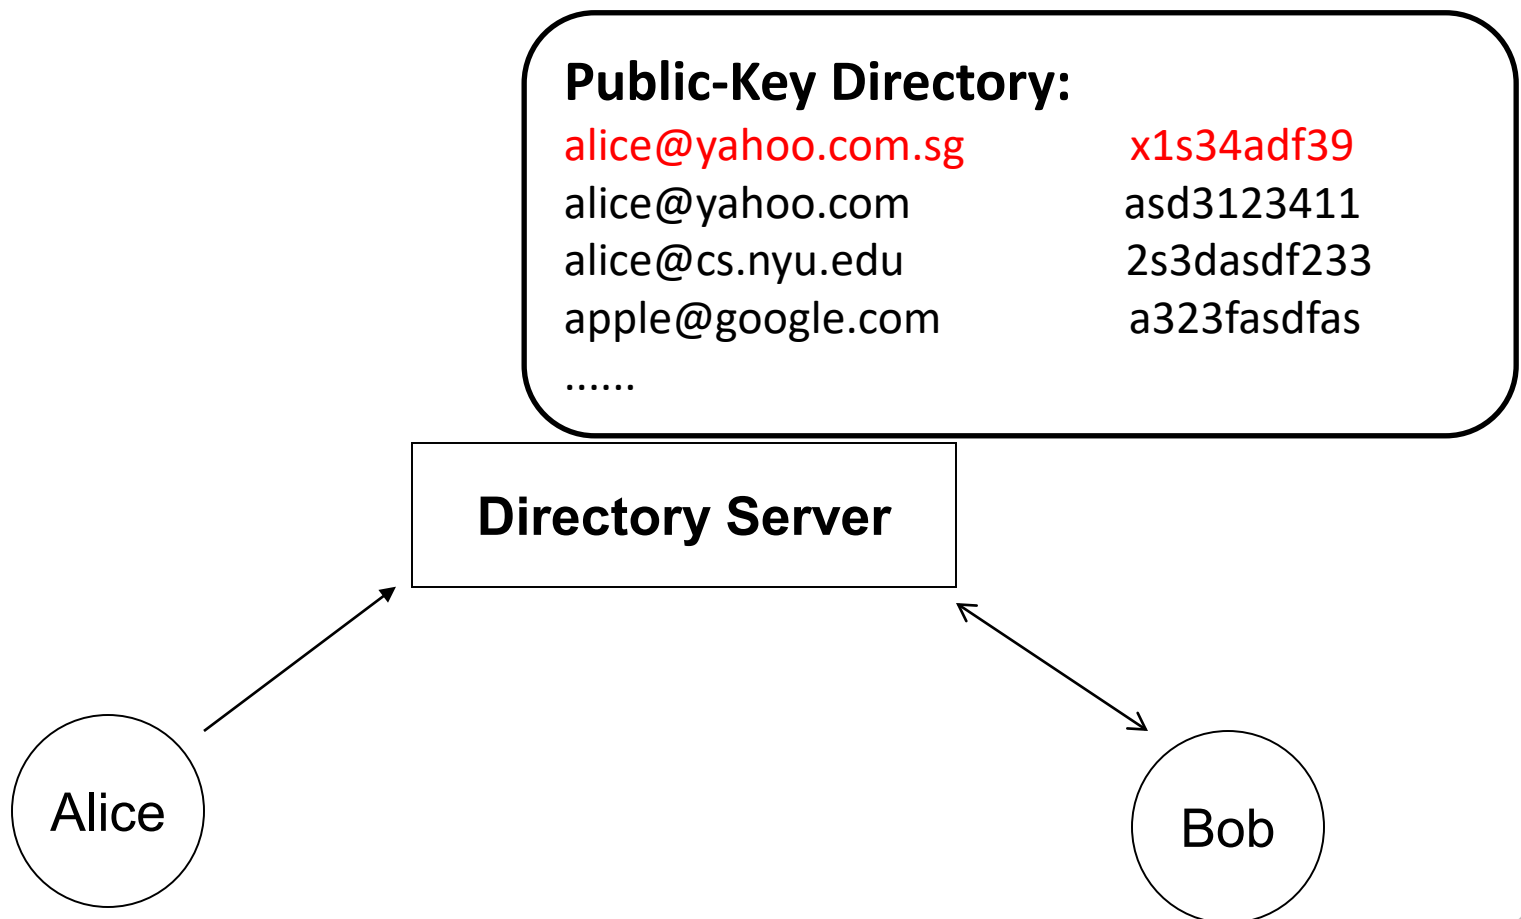 Public-Key Directory:
alice@yahoo.com.sg x1s34adf39
alice@yahoo.com asd3123411
alice@cs.nyu.edu 2s3dasdf233
apple@google.com a323fasdfas
......
Directory Server
Alice
Bob